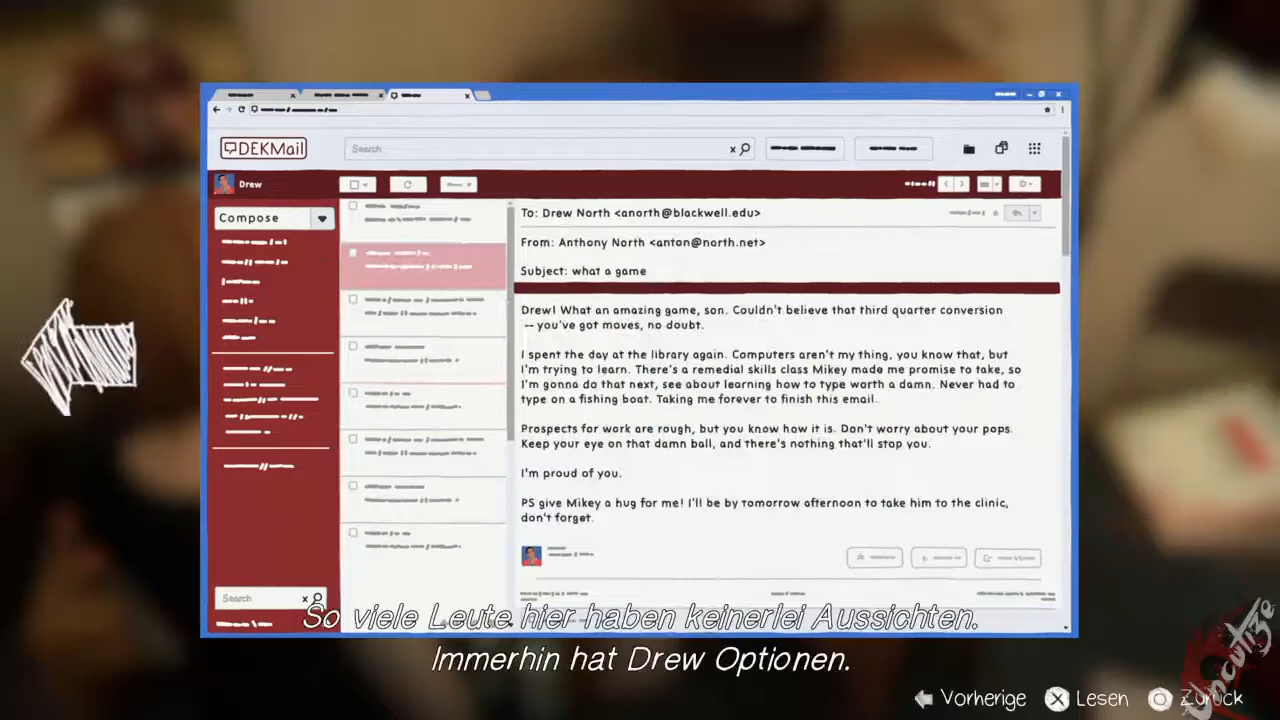 DEKMail
Search
x
Drew
Compose
To: Drew North <anorth@blackwell.edu>
From: Anthony North <anton@north.net>
Subject: what a game
Drew! What an amazing game, son. Couldn't believe that third quarter conversion
-- you've got moves, no doubt.
I spent the day at the library again. Computers aren't my thing, you know that, but
I'm trying to learn. There's a remedial skills class Mikey made me promise to take, so
I'm gonna do that next, see about learning how to type worth a damn. Never had to
type on a fishing boat. Taking me forever to finish this email.
Prospects for work are rough, but you know how it is. Don't worry about your pops.
Keep your eye on that damn ball, and there's nothing that'll stop you.
I'm proud of you.
PS give Mikey a hug for me! I'll be by tomorrow afternoon to take him to the clinic,
don't forget.
Search x
So viele Leute hier haben keinerlei Aussichten.
Immerhin hat Drew Optionen.
Vorherige Lesen Zurück
Uncut1ze